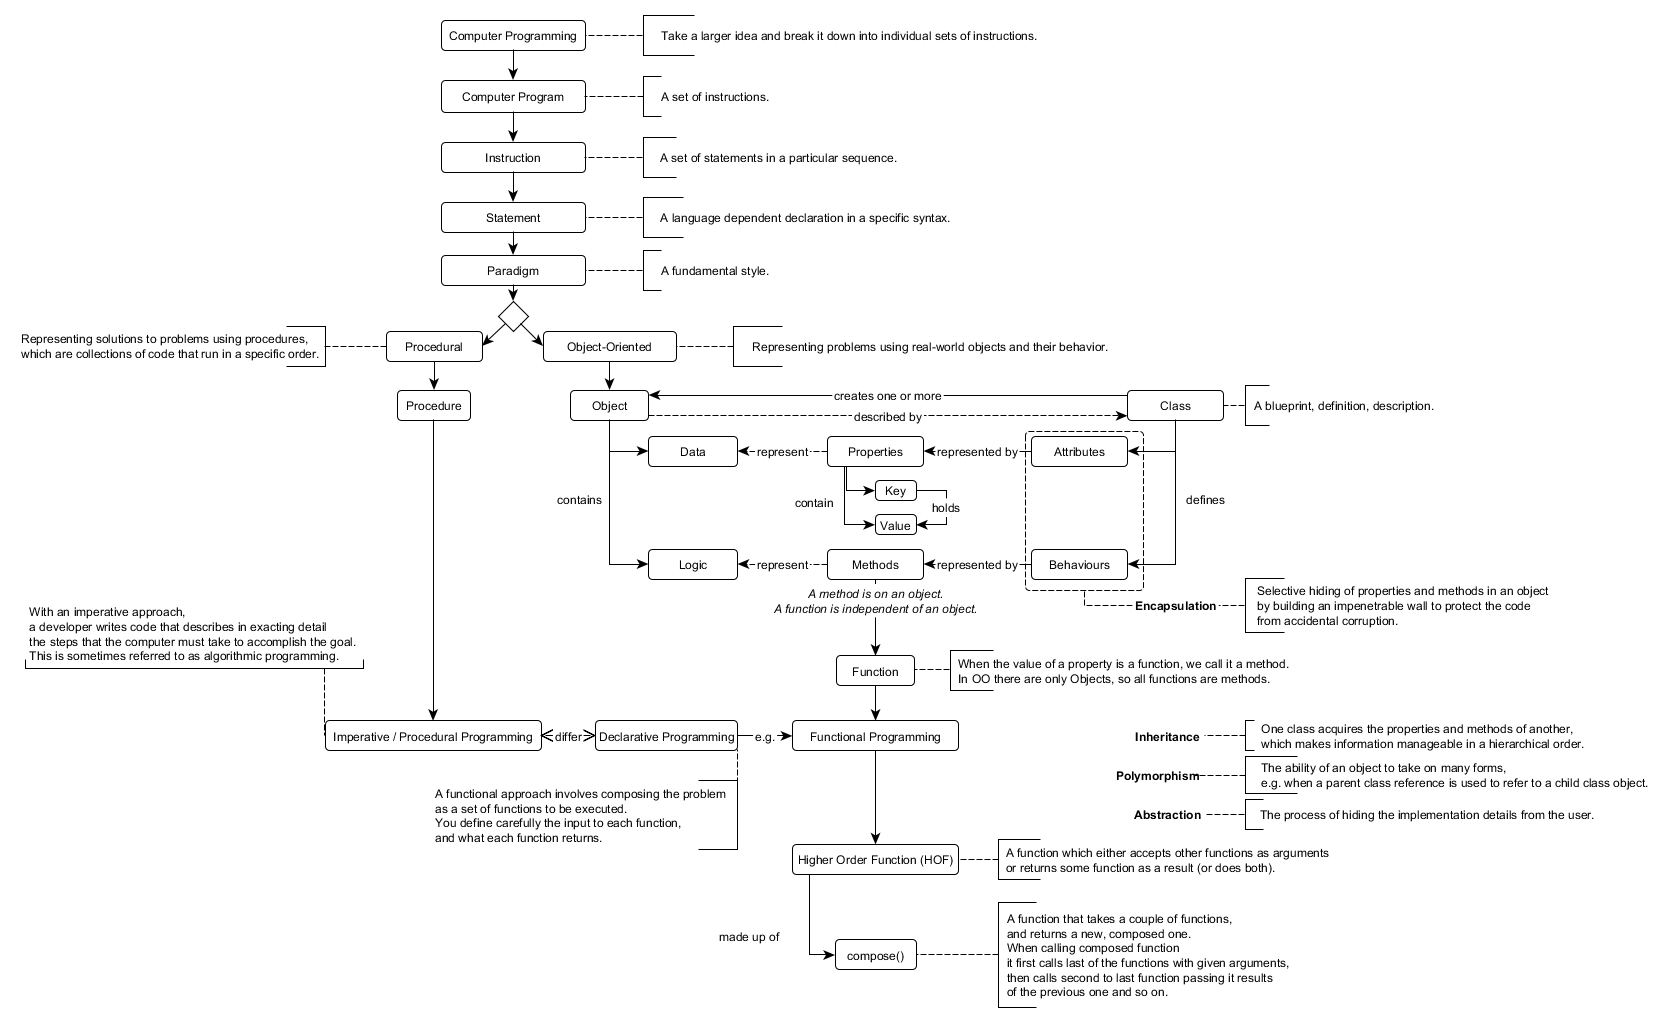 Computer Programming
Take a larger idea and break it down into individual sets of instructions.
Computer Program
A set of instructions.
Instruction
A set of statements in a particular sequence.
Statement
A language dependent declaration in a specific syntax.
Paradigm
A fundamental style.
Representing solutions to problems using procedures,
which are collections of code that run in a specific order.
Procedural
Object-Oriented
Representing problems using real-world objects and their behavior.
Procedure
Object
creates one or more
described by
Class
A blueprint, definition, description.
Data
represent
Properties
represented by
Attributes
contains
contain
Key
holds
Value
defines
Logic
represent
Methods
represented by
Behaviours
A method is on an object.
A function is independent of an object.
Encapsulation
Selective hiding of properties and methods in an object
by building an impenetrable wall to protect the code
from accidental corruption.
With an imperative approach,
a developer writes code that describes in exacting detail
the steps that the computer must take to accomplish the goal.
This is sometimes referred to as algorithmic programming.
Function
When the value of a property is a function, we call it a method.
In OO there are only Objects, so all functions are methods.
Imperative / Procedural Programming
differ
Declarative Programming
e.g.
Functional Programming
Inheritance
One class acquires the properties and methods of another,
which makes information manageable in a hierarchical order.
Polymorphism
The ability of an object to take on many forms,
e.g. when a parent class reference is used to refer to a child class object.
Abstraction
The process of hiding the implementation details from the user.
A functional approach involves composing the problem
as a set of functions to be executed.
You define carefully the input to each function,
and what each function returns.
Higher Order Function (HOF)
A function which either accepts other functions as arguments
or returns some function as a result (or does both).
made up of
compose()
A function that takes a couple of functions,
and returns a new, composed one.
When calling composed function
it first calls last of the functions with given arguments,
then calls second to last function passing it results
of the previous one and so on.